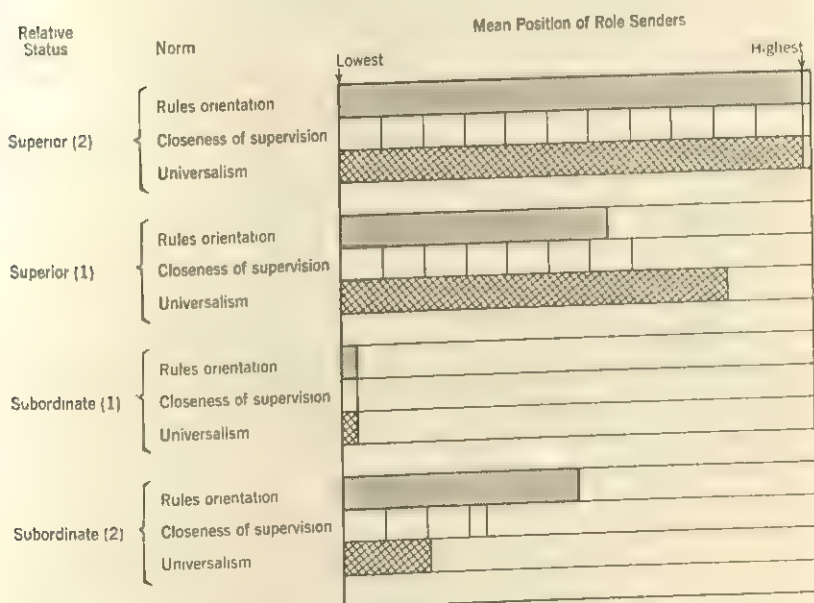 Relative Status
Norm
Mean Position of Role Senders
Lowest
Highest
Superior (2)
Rules orientation
Closeness of supervision
Universalism
Superior (1)
Rules orientation
Closeness of supervision
Universalism
Subordinate (1)
Rules orientation
Closeness of supervision
Universalism
Subordinate (2)
Rules orientation
Closeness of supervision
Universalism